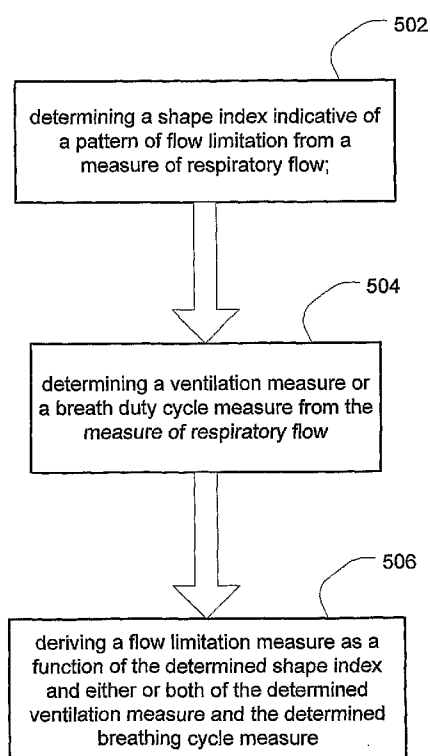 502
determining a shape index indicative of
a pattern of flow limitation from a
measure of respiratory flow;
504
determining a ventilation measure or
a breath duty cycle measure from the
measure of respiratory flow
506
deriving a flow limitation measure as a
function of the determined shape index
and either or both of the determined
ventilation measure and the determined
breathing cycle measure